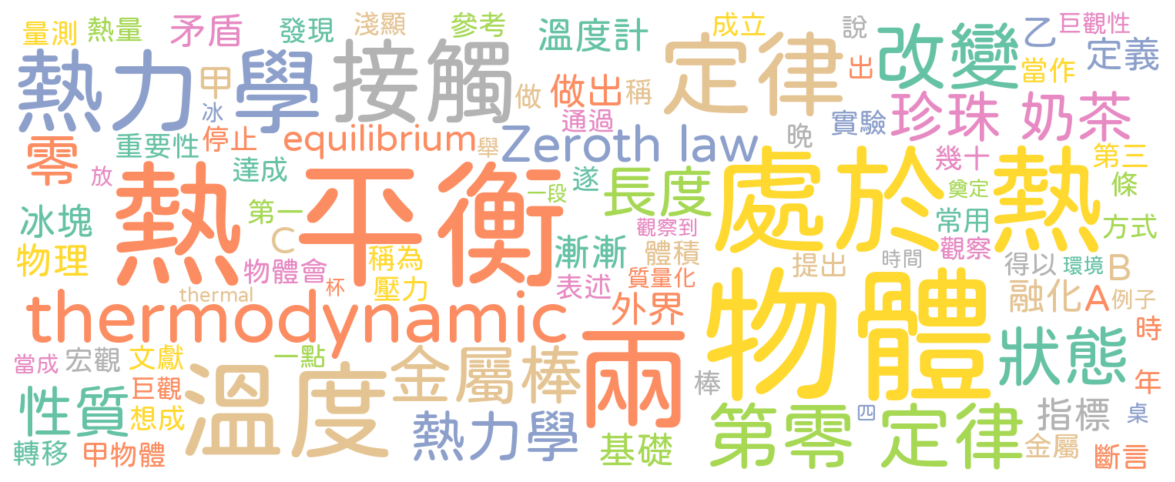 量測 熱量 矛盾 發現 淺顯 參考 溫度計 成立 說 乙 巨觀性
熱力學 甲 冰 接觸 做 做出 稱 定律 出 改變 當作 定義
零 重要性 停止 equilibrium 舉 通過 Zeroth law 晚 實驗 珍珠 奶茶
放 達成 一段 遂 長度 幾十 第三
熱 平衡 處於 熱 奠定 條
冰塊 第一 C 漸漸 觀察到 常用 觀察 方式
物理 物體會 稱為 體積 提出 時間 得以 環境 B
thermal 杯 壓力 表述 質量化 外界 物體 融化 A 例子
thermodynamic 兩 狀態 時
當成 宏觀 文獻 一點 溫度 金屬棒 棒 年
性質 巨觀 想成 熱力學 基礎 第零 定律 四 指標 桌
轉移 甲物體 金屬 斷言